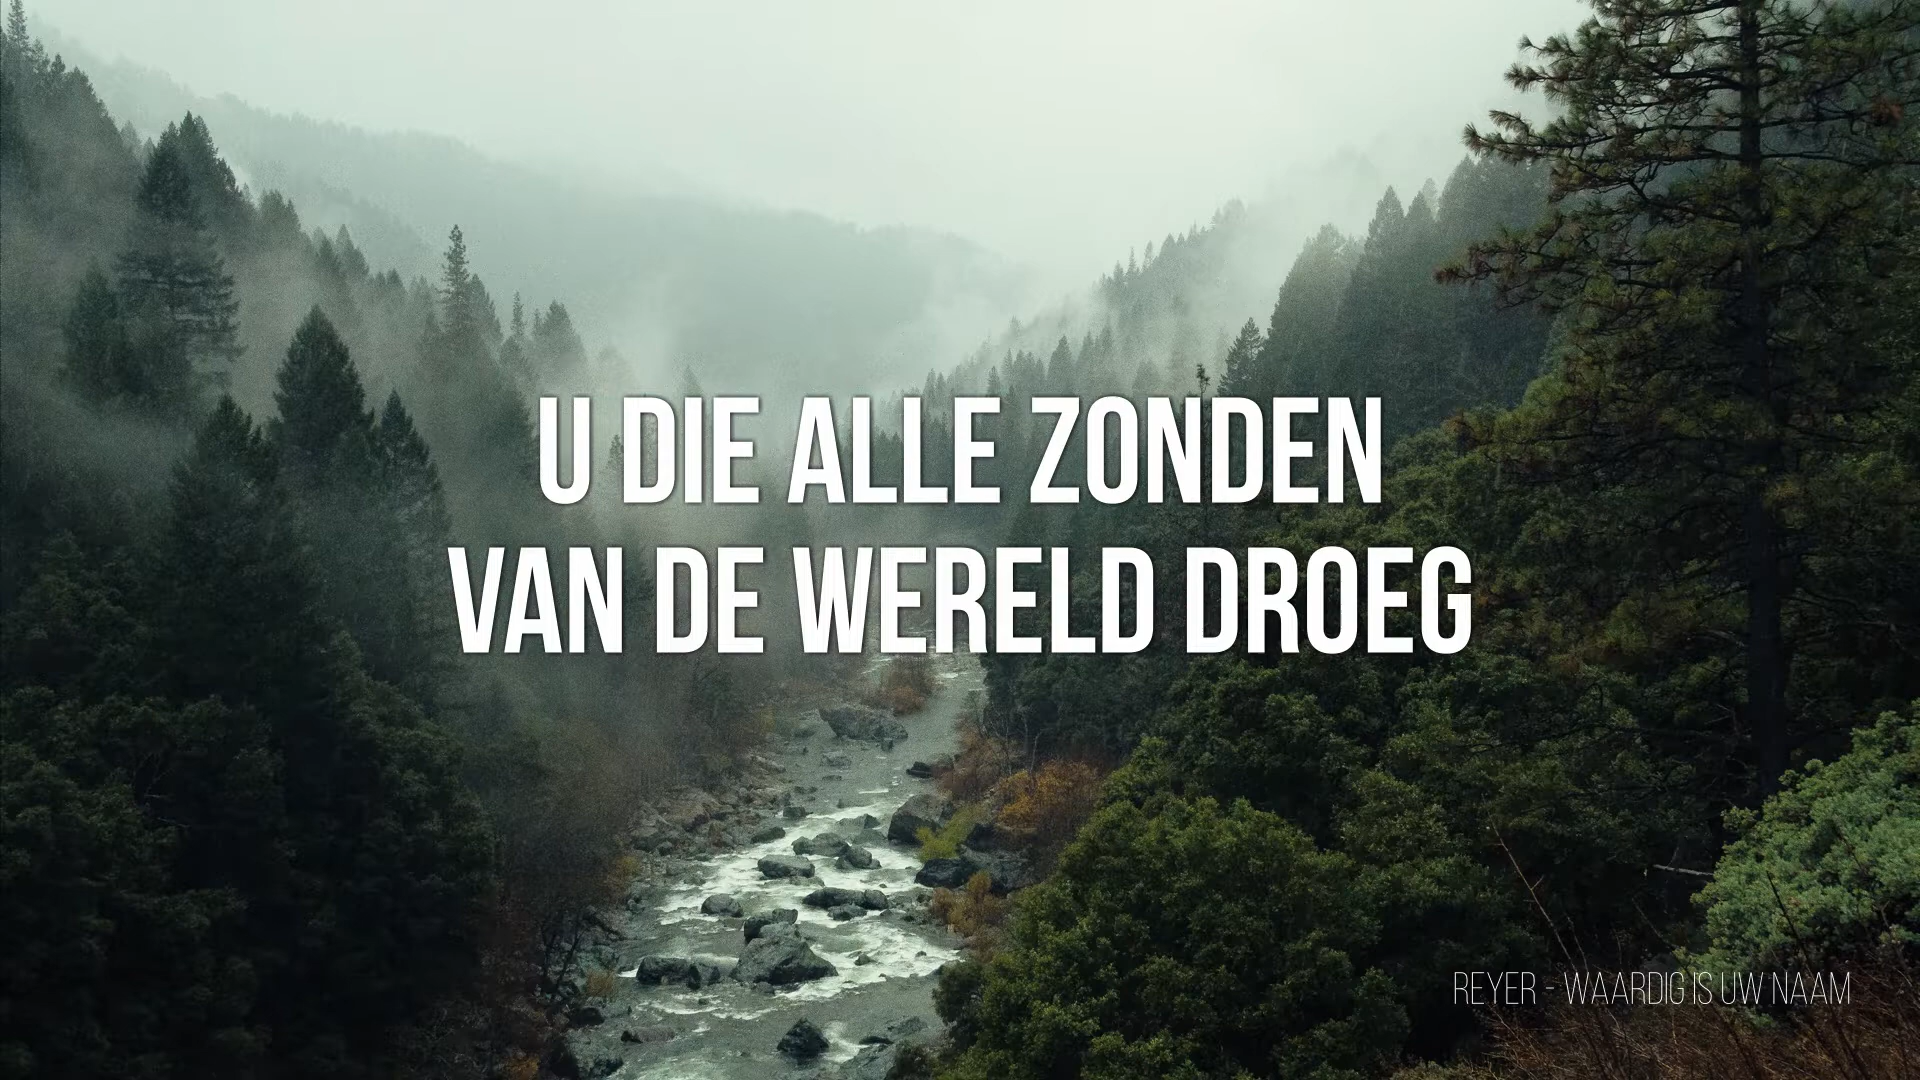 U DIE ALLE ZONDEN
VAN DE WERELD DROEG
REYER - WAARDIG IS UW NAAM